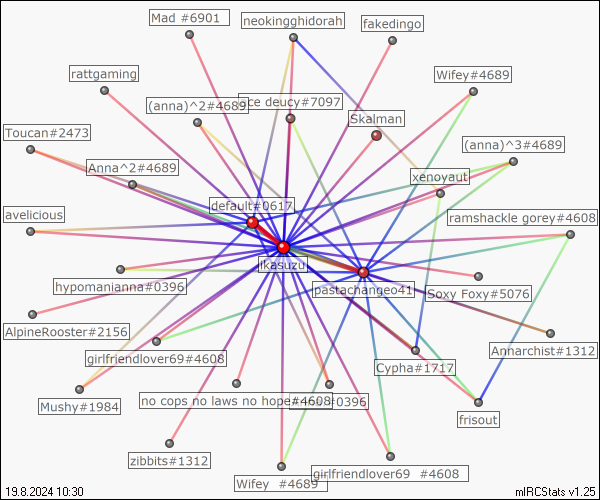 Mad #6901
neokingghidorah
fakedingo
rattgaming
Wifey#4689
(anna)^2#4689
ce deucy#7097
Skalman
Toucan#2473
(anna)^3#4689
Anna^2#4689
xenoyaut
default#0617
avelicious
ramshackle gorey#4608
ikasuzu
hypomanianna#0396
pastachangeo41
Soxy Foxy#5076
AlpineRooster#2156
Annarchist#1312
girlfriendlover69#4608
Cypha#1717
Mushy#1984
no cops no laws no hope#4608
#0396
frisout
zibbits#1312
Wifey #4689
girlfriendlover69 #4608
19.8.2024 10:30
mIRCStats v1.25